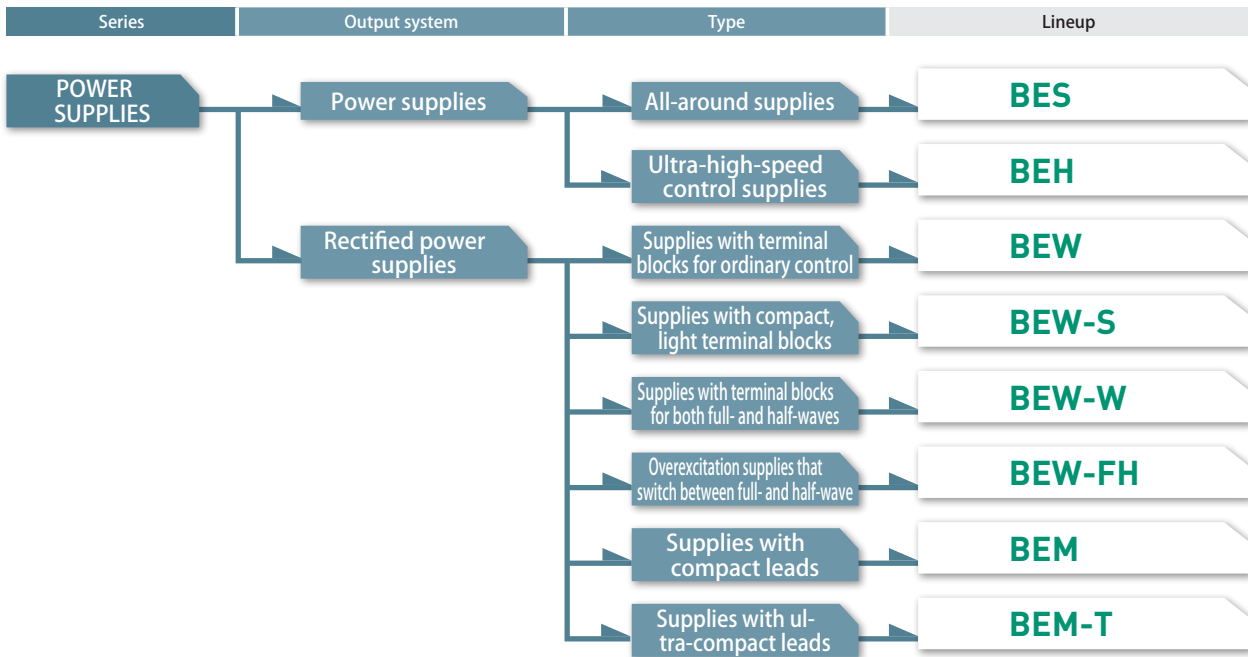 Series
Output system
Type
Lineup
POWER
SUPPLIES
Power supplies
All-around supplies
BES
Ultra-high-speed
control supplies
BEH
Rectified power
supplies
Supplies with terminal
blocks for ordinary control
BEW
Supplies with compact,
light terminal blocks
BEW-S
Supplies with terminal blocks
for both full- and half-waves
BEW-W
Overexcitation supplies that
switch between full- and half-wave
BEW-FH
Supplies with
compact leads
BEM
Supplies with ul-
tra-compact leads
BEM-T